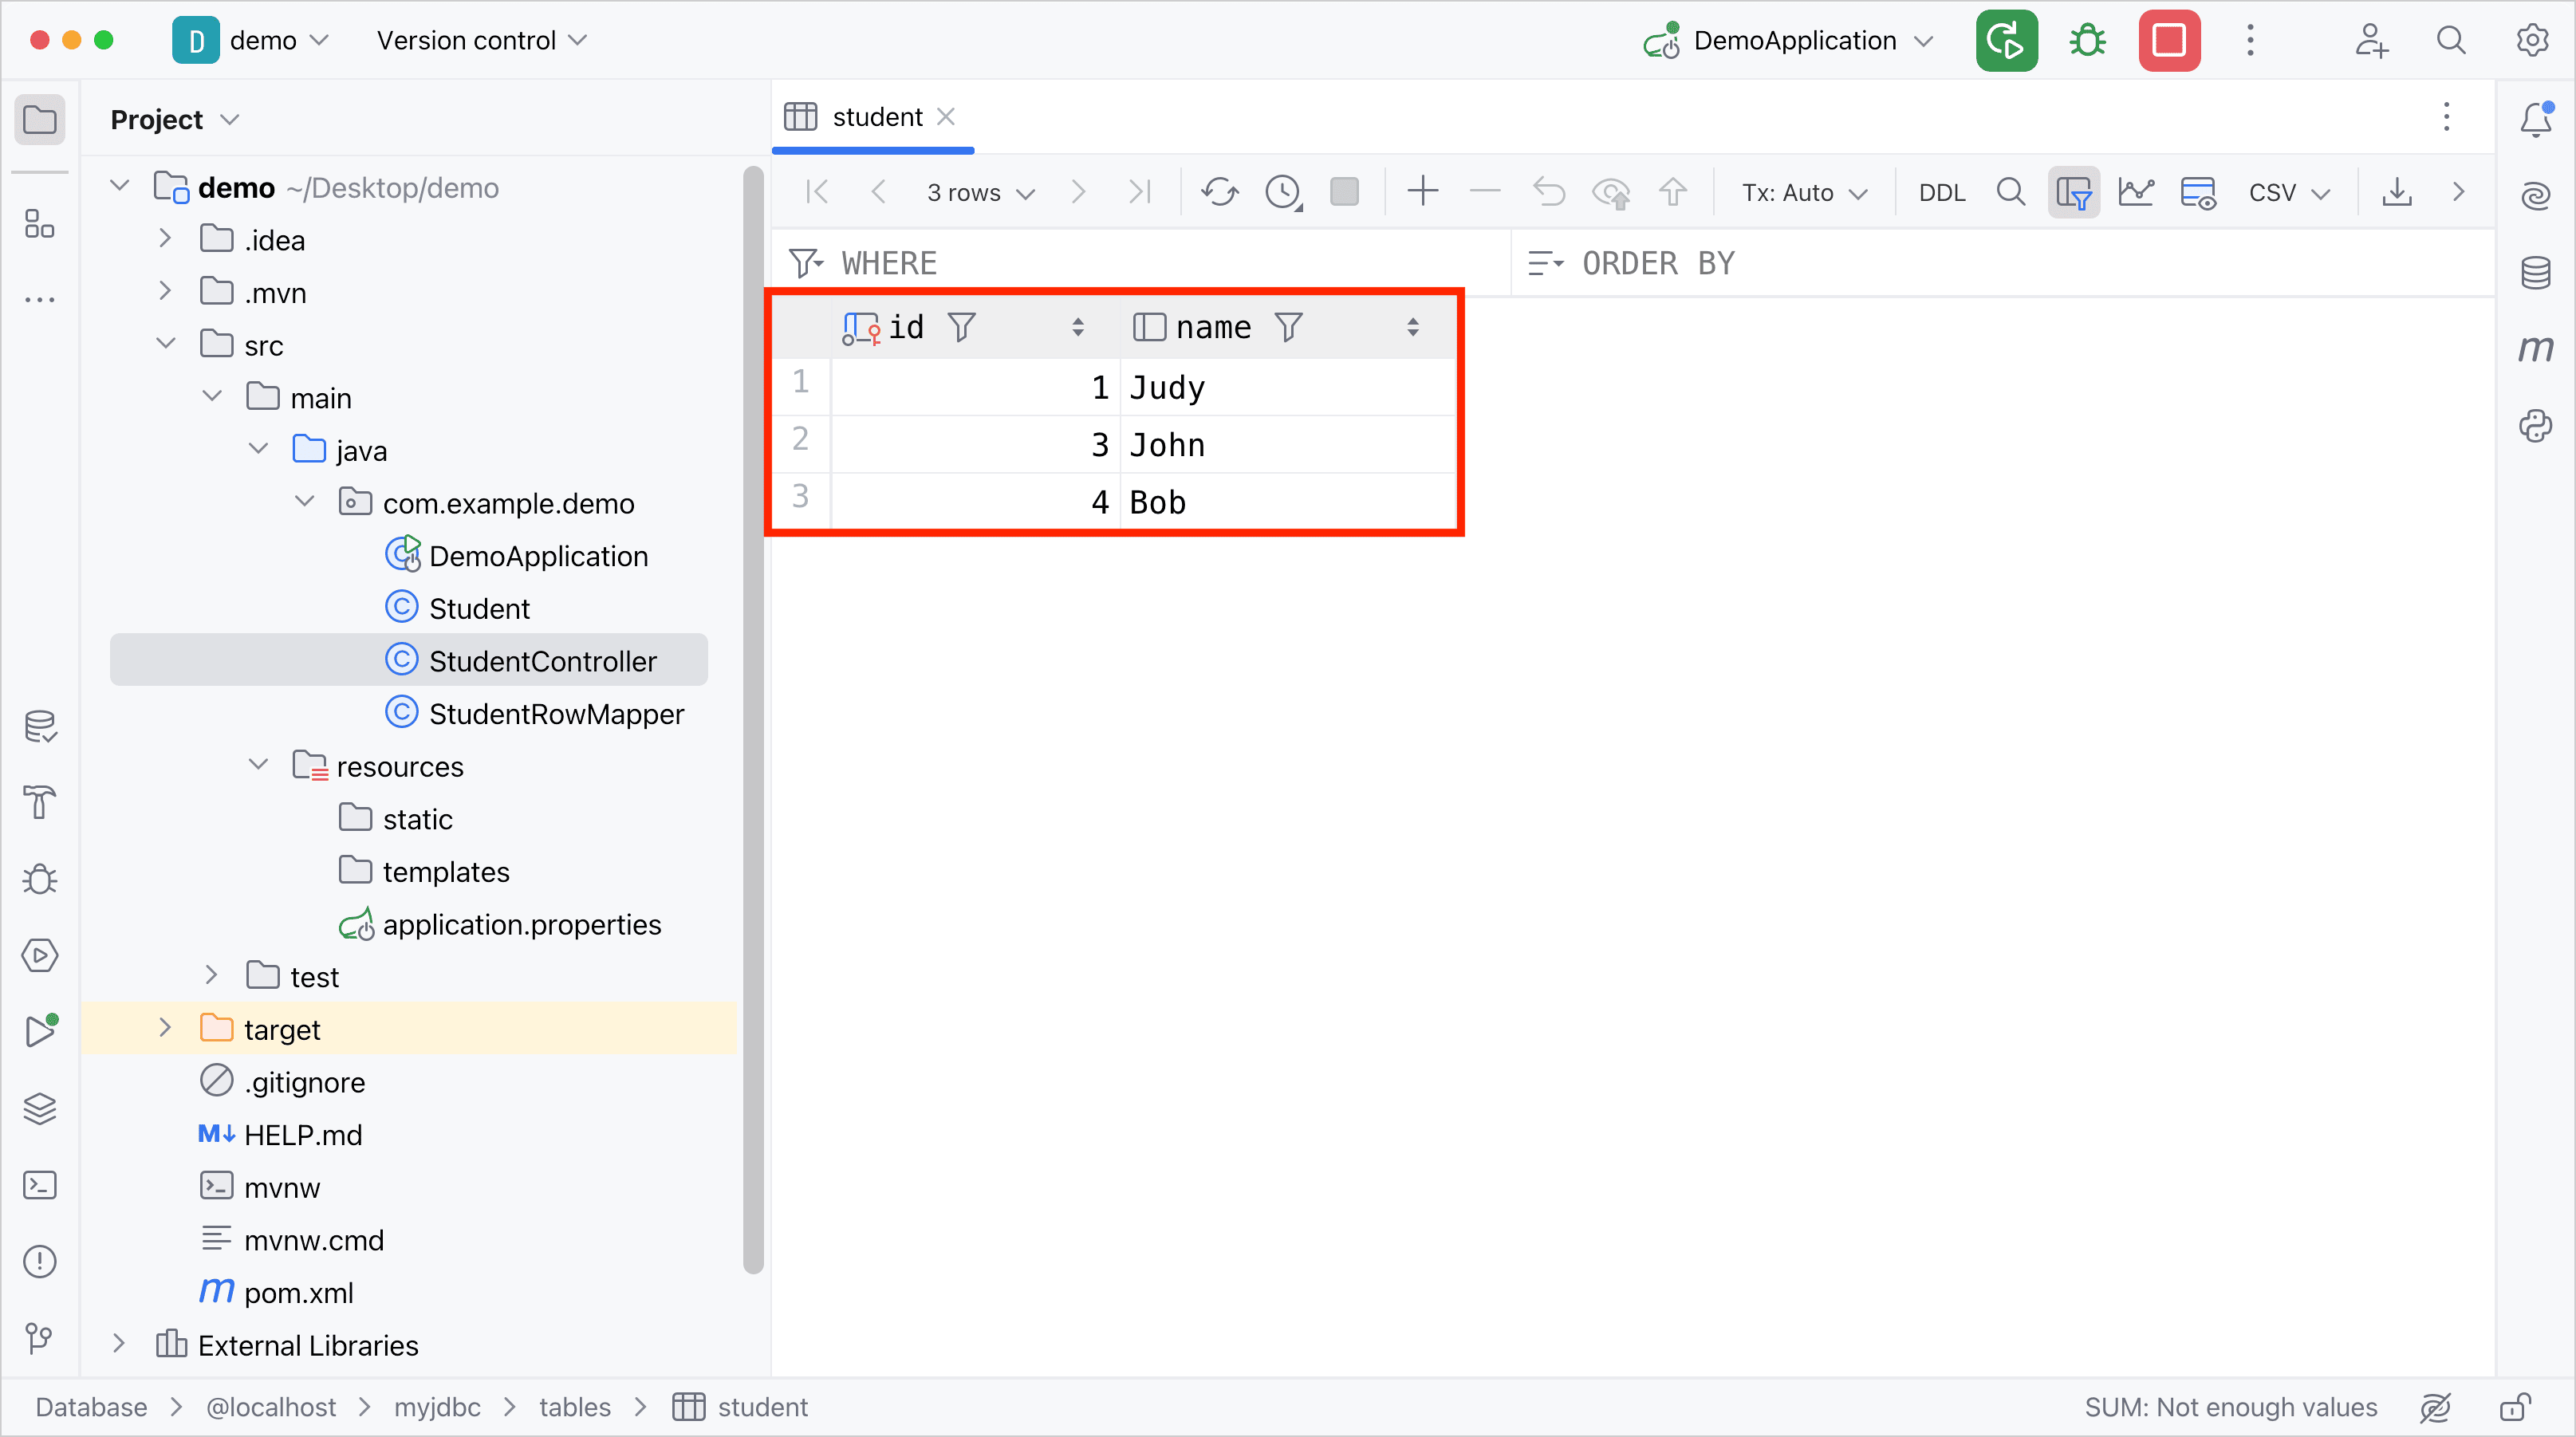 D demo Version control DemoApplication
Project
student
demo ~/Desktop/demo
.idea
.mvn
src
main
java
com.example.demo
DemoApplication
Student
StudentController
StudentRowMapper
resources
static
templates
application.properties
test
target
.gitignore
M↓ HELP.md
mvnw
mvnw.cmd
m pom.xml
External Libraries
3 rows Tx: Auto DDL CSV
WHERE ORDER BY
id name
1 1 Judy
2 3 John
3 4 Bob
m
Database > @localhost > myjdbc > tables > student SUM: Not enough values